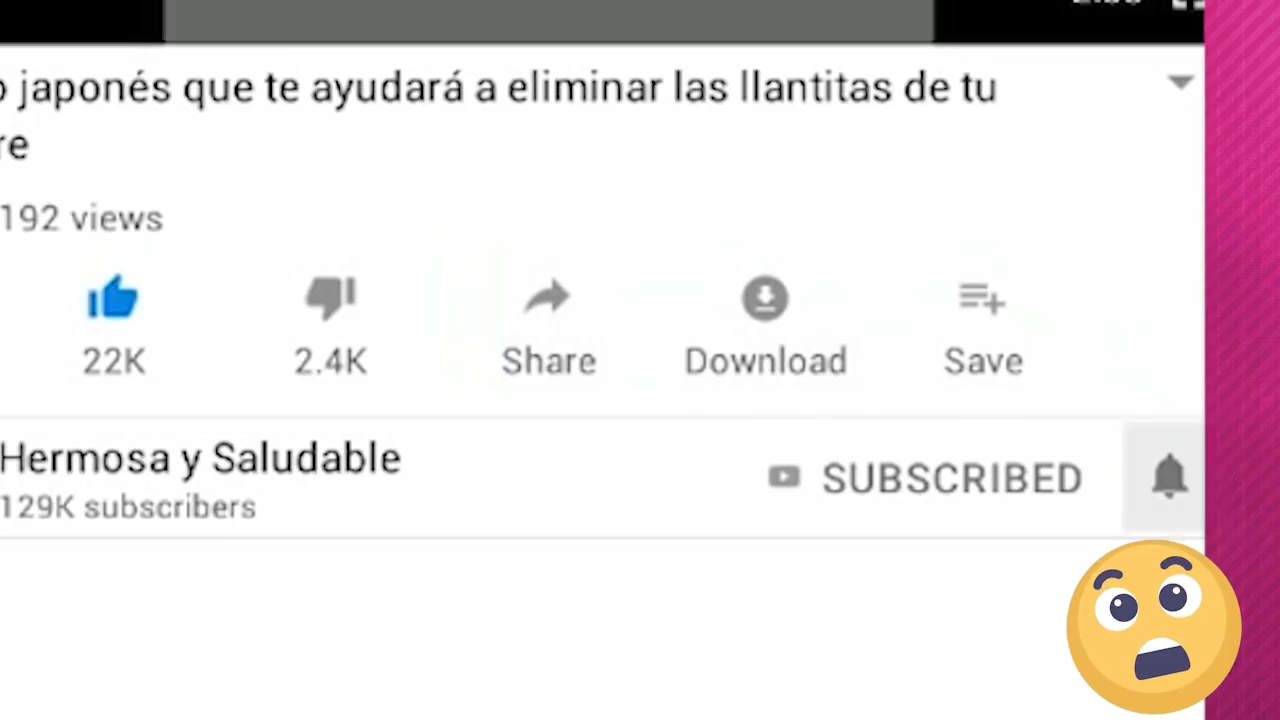 japonés que te ayudará a eliminar las llantitas de tu
re
192 views
22K 2.4K Share Download Save
Hermosa y Saludable SUBSCRIBED
129K subscribers